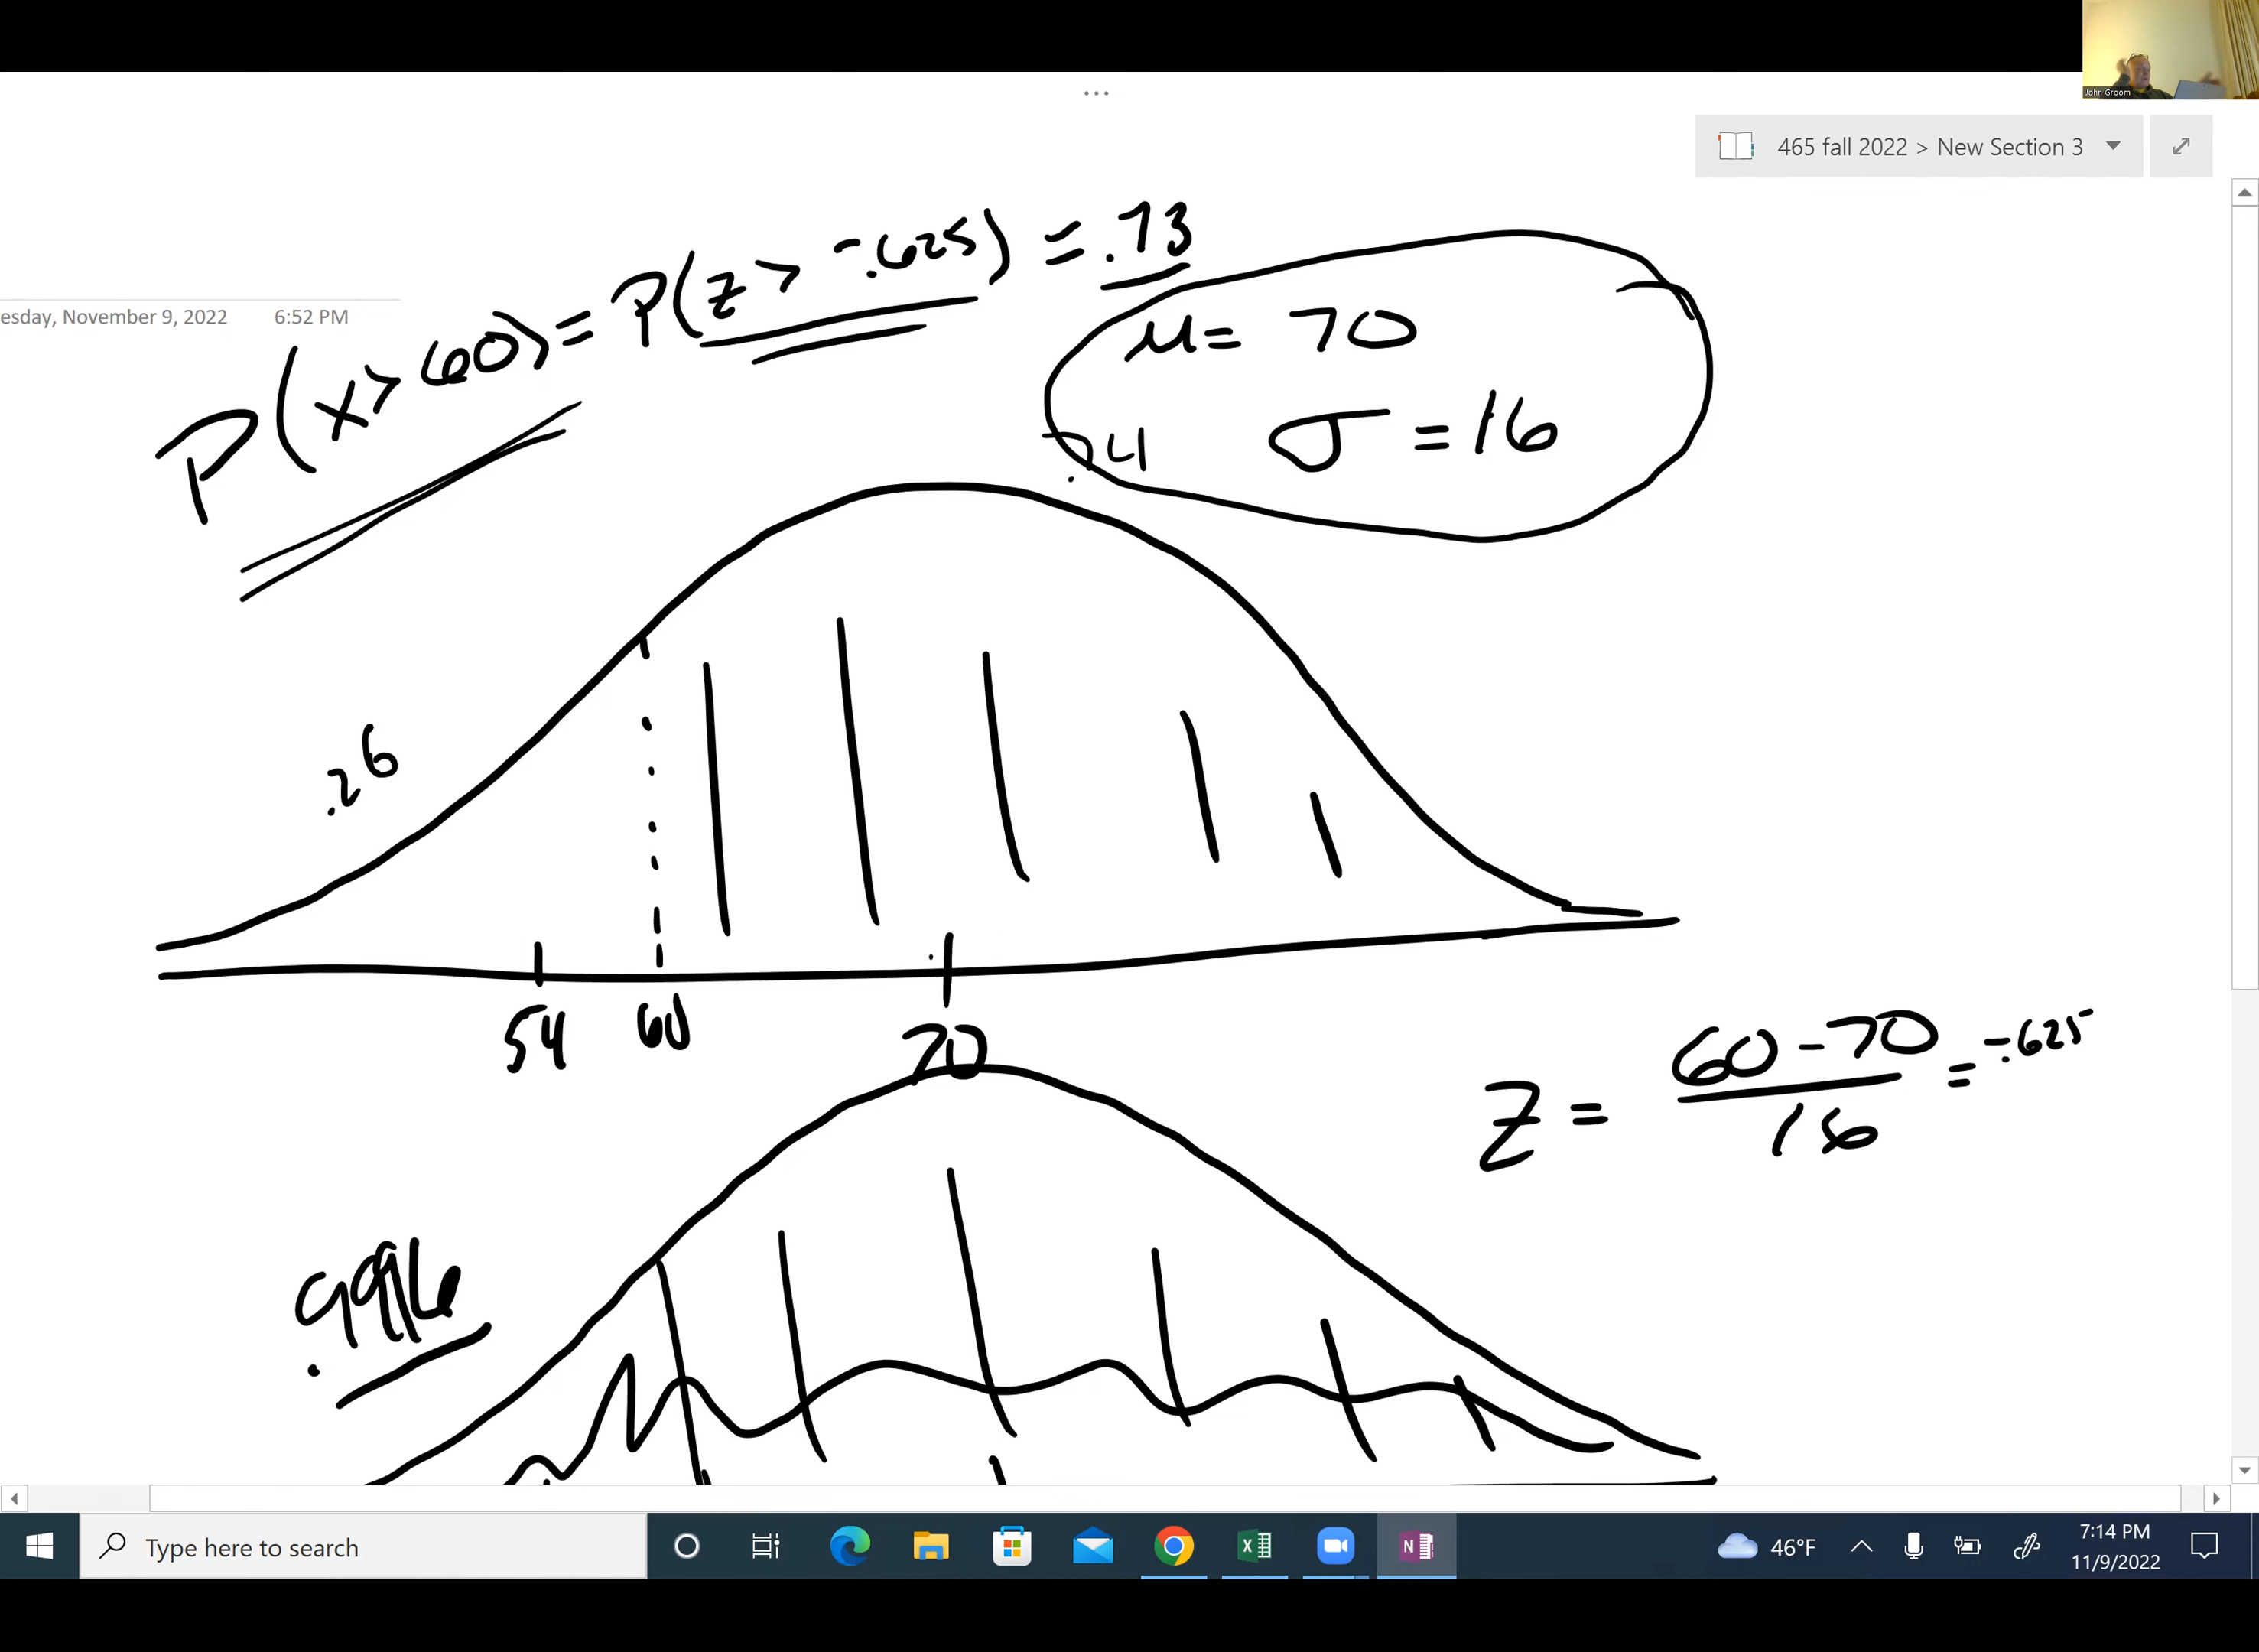 John Groom
...
465 fall 2022 > New Section 3
esday, November 9, 2022 6:52 PM
P(x>60) = P(z> -.625) = .73
μ= 70
σ = 16
.26
54 60 70
z = 60-70 / 16 = -.625
.9996
Type here to search
46°F
7:14 PM
11/9/2022